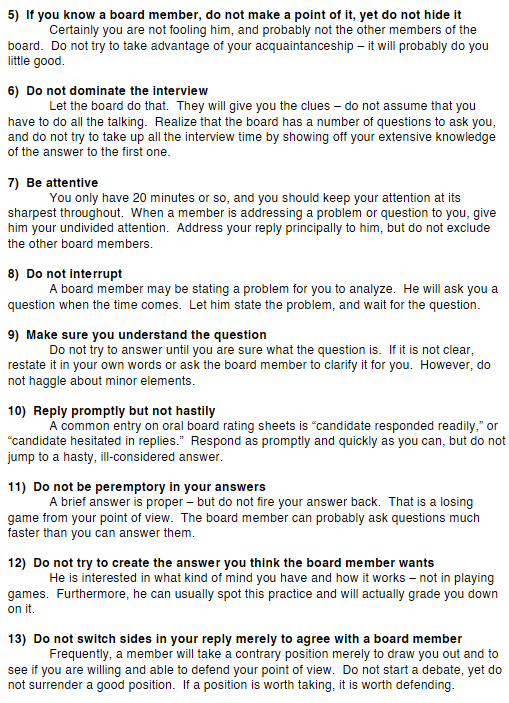 5) If you know a board member, do not make a point of it, yet do not hide it
Certainly you are not fooling him, and probably not the other members of the
board. Do not try to take advantage of your acquaintanceship – it will probably do you
little good.
6) Do not dominate the interview
Let the board do that. They will give you the clues – do not assume that you
have to do all the talking. Realize that the board has a number of questions to ask you,
and do not try to take up all the interview time by showing off your extensive knowledge
of the answer to the first one.
7) Be attentive
You only have 20 minutes or so, and you should keep your attention at its
sharpest throughout. When a member is addressing a problem or question to you, give
him your undivided attention. Address your reply principally to him, but do not exclude
the other board members.
8) Do not interrupt
A board member may be stating a problem for you to analyze. He will ask you a
question when the time comes. Let him state the problem, and wait for the question.
9) Make sure you understand the question
Do not try to answer until you are sure what the question is. If it is not clear,
restate it in your own words or ask the board member to clarify it for you. However, do
not haggle about minor elements.
10) Reply promptly but not hastily
A common entry on oral board rating sheets is “candidate responded readily,” or
“candidate hesitated in replies.” Respond as promptly and quickly as you can, but do not
jump to a hasty, ill-considered answer.
11) Do not be peremptory in your answers
A brief answer is proper – but do not fire your answer back. That is a losing
game from your point of view. The board member can probably ask questions much
faster than you can answer them.
12) Do not try to create the answer you think the board member wants
He is interested in what kind of mind you have and how it works – not in playing
games. Furthermore, he can usually spot this practice and will actually grade you down
on it.
13) Do not switch sides in your reply merely to agree with a board member
Frequently, a member will take a contrary position merely to draw you out and to
see if you are willing and able to defend your point of view. Do not start a debate, yet do
not surrender a good position. If a position is worth taking, it is worth defending.